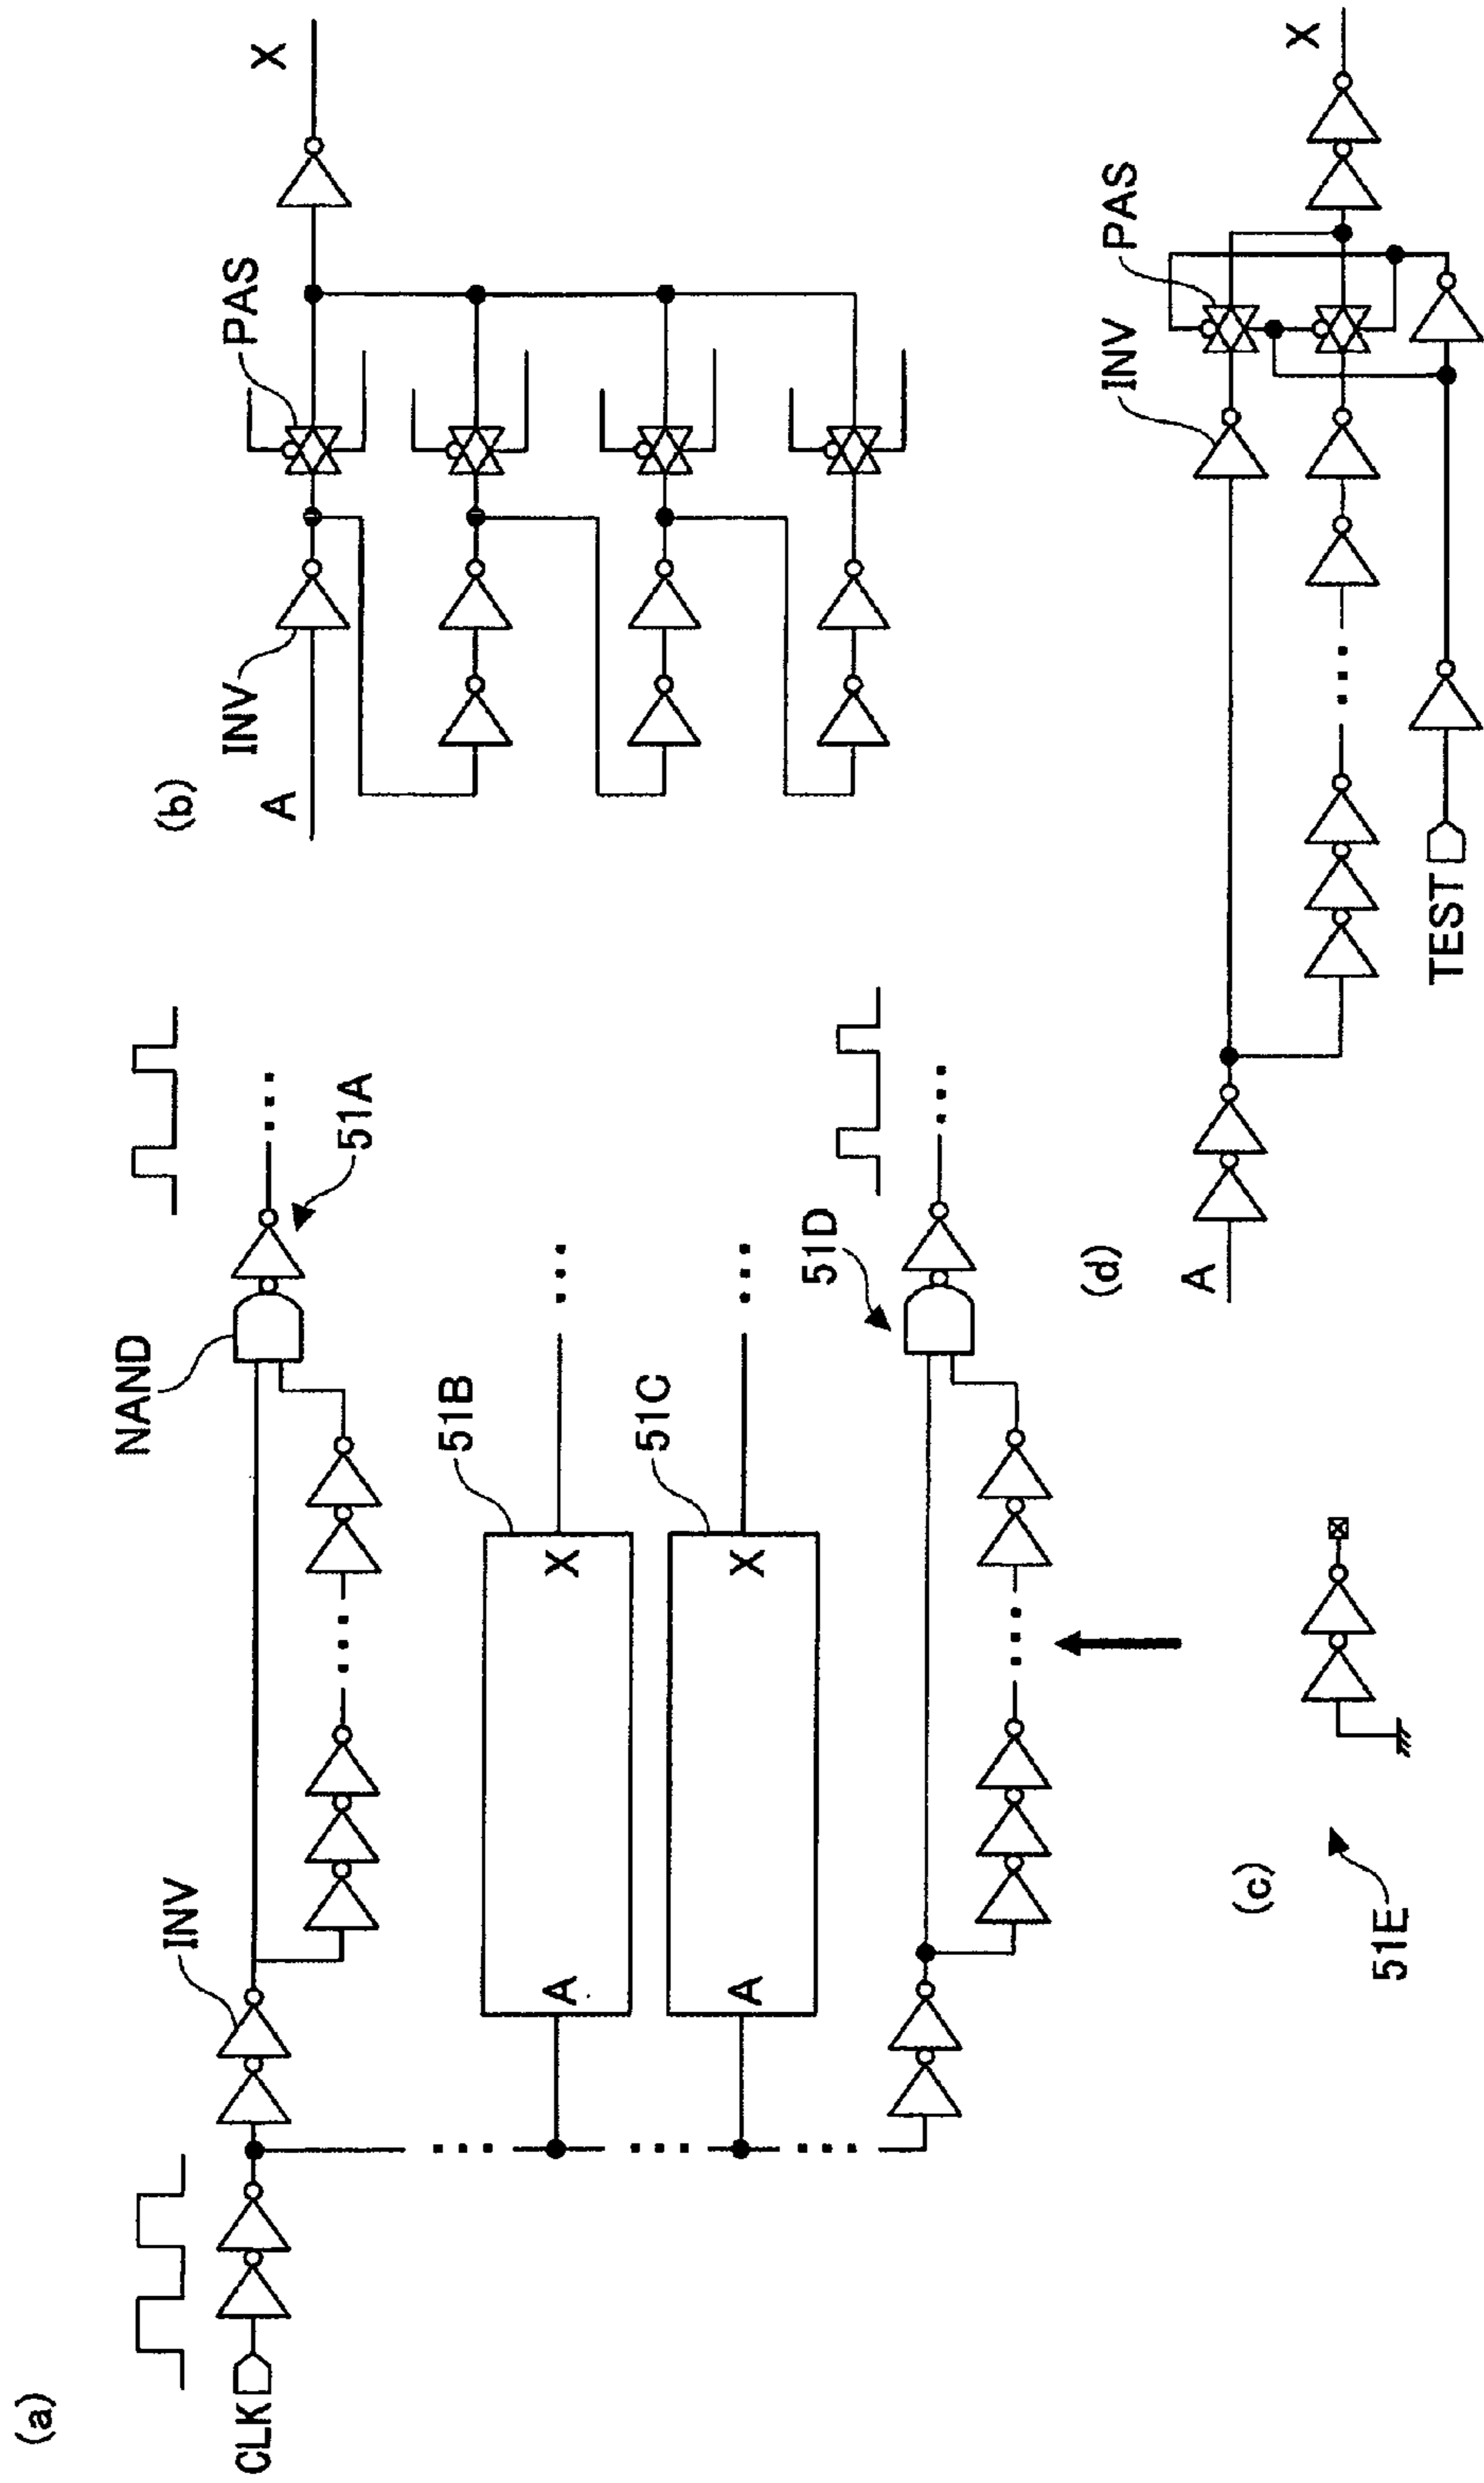 (a)
CLK
INV
NAND
51A
A
X
51B
A
X
51C
51D
(c)
51E
(b)
A
INV
PAS
X
(d)
A
INV
PAS
X
TEST